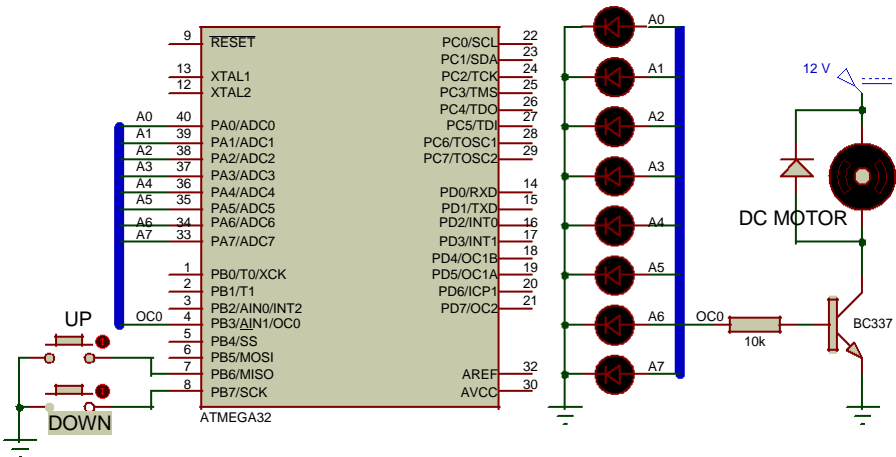 9 RESET
13 XTAL1
12 XTAL2
A0 40 PA0/ADC0
A1 39 PA1/ADC1
A2 38 PA2/ADC2
A3 37 PA3/ADC3
A4 36 PA4/ADC4
A5 35 PA5/ADC5
A6 34 PA6/ADC6
A7 33 PA7/ADC7
1 PB0/T0/XCK
2 PB1/T1
3 PB2/AIN0/INT2
OC0 4 PB3/AIN1/OC0
5 PB4/SS
6 PB5/MOSI
7 PB6/MISO
8 PB7/SCK
PC0/SCL 22
PC1/SDA 23
PC2/TCK 24
PC3/TMS 25
PC4/TDO 26
PC5/TDI 27
PC6/TOSC1 28
PC7/TOSC2 29
PD0/RXD 14
PD1/TXD 15
PD2/INT0 16
PD3/INT1 17
PD4/OC1B 18
PD5/OC1A 19
PD6/ICP1 20
PD7/OC2 21
AREF 32
AVCC 30
ATMEGA32
UP
DOWN
A0
A1
A2
A3
A4
A5
A6
A7
OC0
10k
12 V
DC MOTOR
BC337